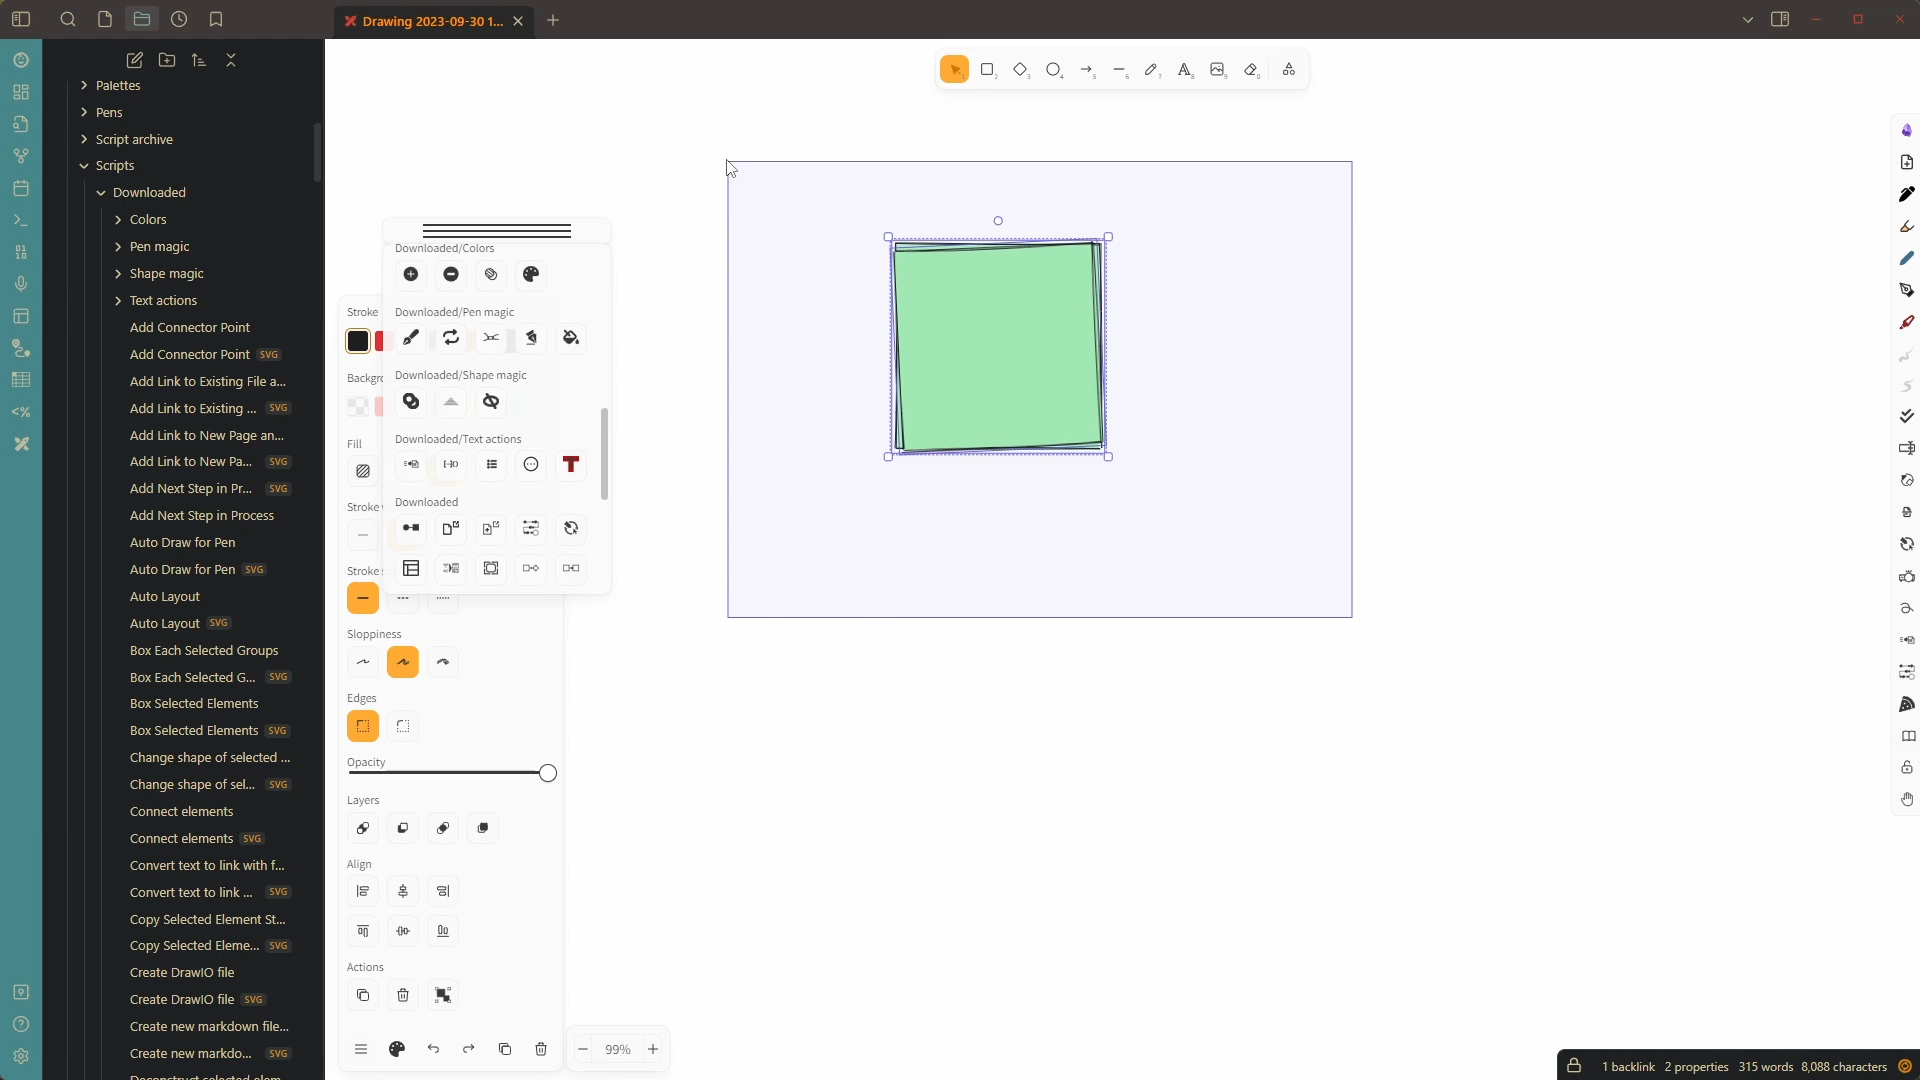 Drawing 2023-09-30 1...
Palettes
Pens
Script archive
Scripts
Downloaded
Colors
Pen magic
Shape magic
Text actions
Add Connector Point
Add Connector Point SVG
Add Link to Existing File a...
Add Link to Existing ... SVG
Add Link to New Page an...
Add Link to New Pa... SVG
Add Next Step in Pr... SVG
Add Next Step in Process
Auto Draw for Pen
Auto Draw for Pen SVG
Auto Layout
Auto Layout SVG
Box Each Selected Groups
Box Each Selected G... SVG
Box Selected Elements
Box Selected Elements SVG
Change shape of selected ...
Change shape of sel... SVG
Connect elements
Connect elements SVG
Convert text to link with f...
Convert text to link ... SVG
Copy Selected Element St...
Copy Selected Eleme... SVG
Create DrawIO file
Create DrawIO file SVG
Create new markdown file...
Create new markdo... SVG
Deconstruct selected elem
Downloaded/Colors
Downloaded/Pen magic
Downloaded/Shape magic
Downloaded/Text actions
Downloaded
Stroke
Backgr
Fill
Stroke
Stroke
Sloppiness
Edges
Opacity
Layers
Align
Actions
99%
1 backlink 2 properties 315 words 8,088 characters